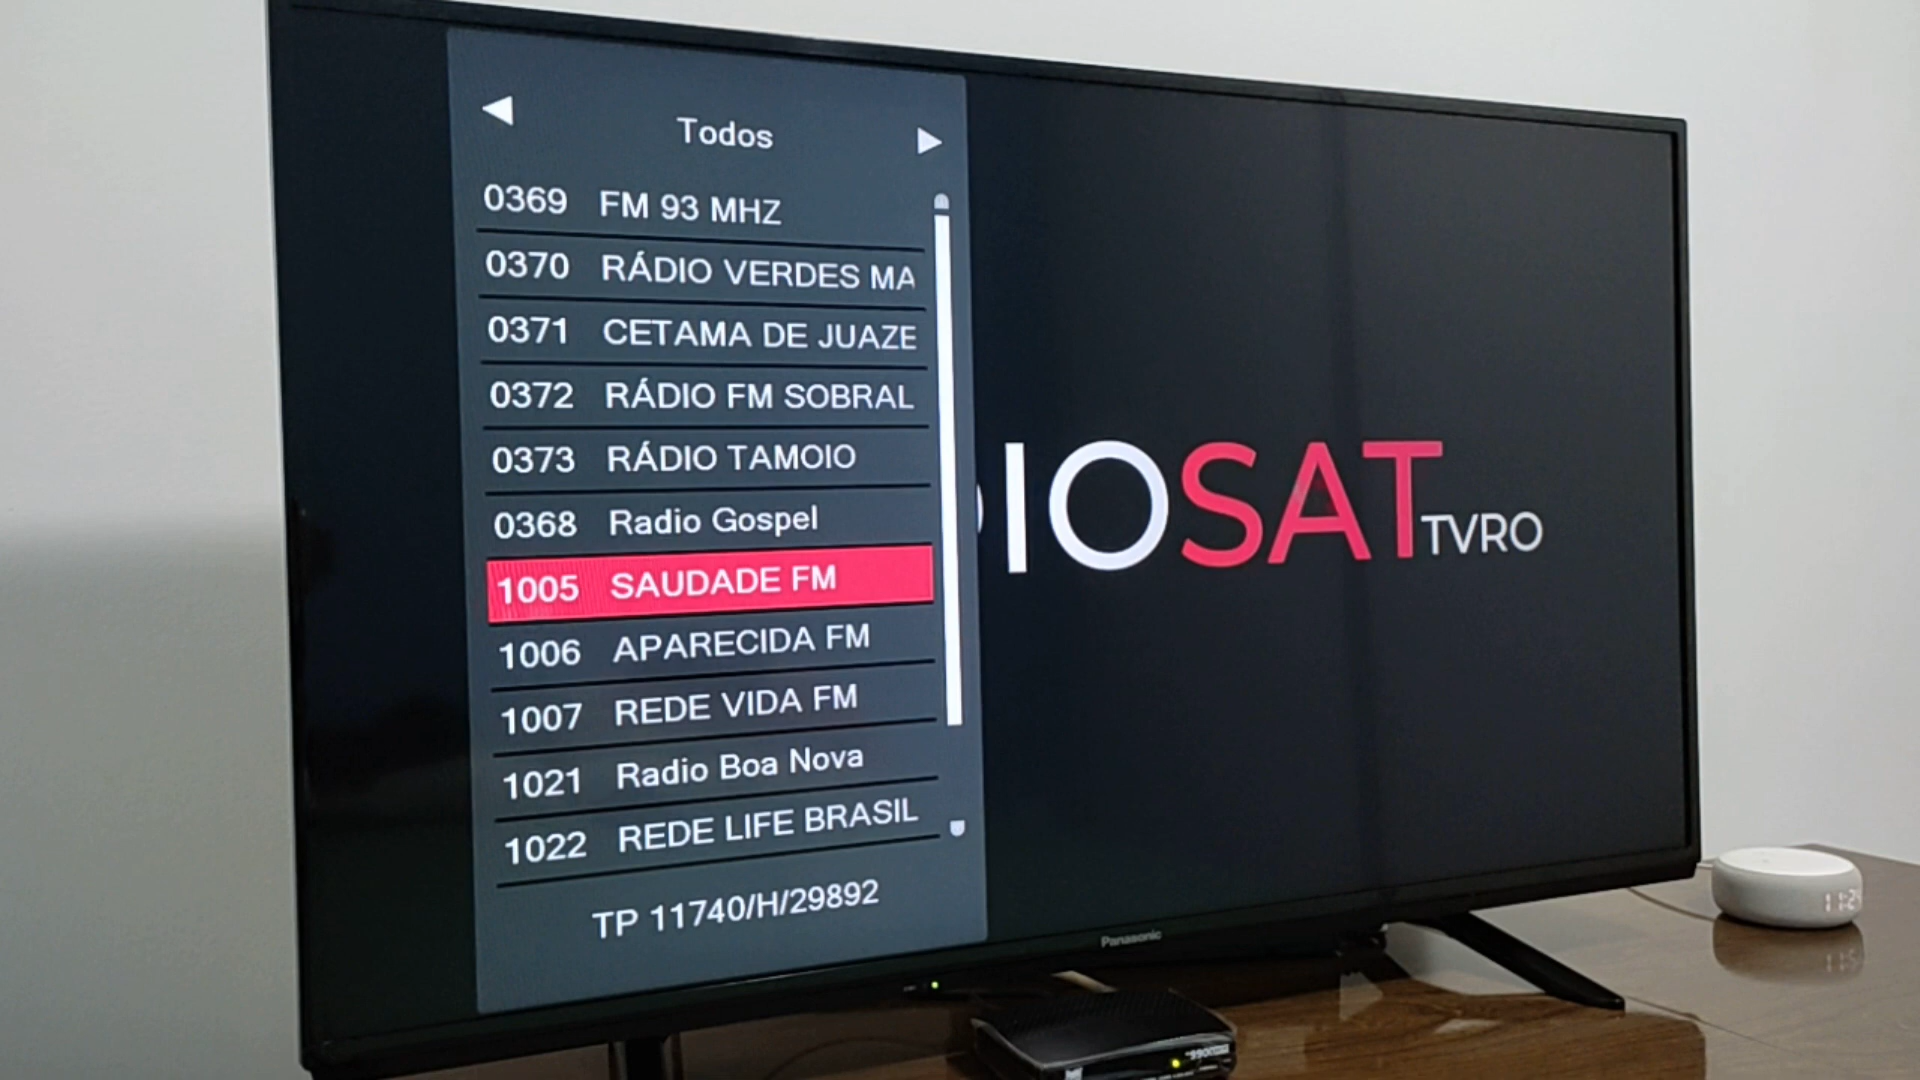 Todos
0369 FM 93 MHZ
0370 RÁDIO VERDES MA
0371 CETAMA DE JUAZE
0372 RÁDIO FM SOBRAL
0373 RÁDIO TAMOIO
0368 Radio Gospel
1005 SAUDADE FM
1006 APARECIDA FM
1007 REDE VIDA FM
1021 Radio Boa Nova
1022 REDE LIFE BRASIL
TP 11740/H/29892
IOSAT TVRO
Panasonic